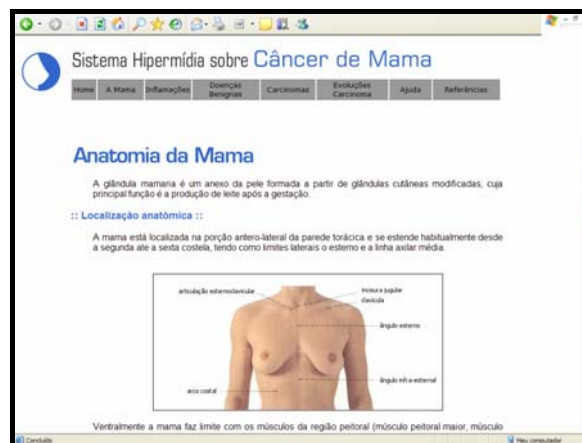 Sistema Hipermídia sobre Câncer de Mama
Home A Mama Inflamações Doenças Benignas Carcinomas Evoluções Carcinoma Ajuda Referências
Anatomia da Mama
A glândula mamaria é um anexo da pele formada a partir de glândulas cutâneas modificadas, cuja
principal função é a produção de leite após a gestação.
:: Localização anatômica ::
A mama está localizada na porção antero-lateral da parede torácica e se estende habitualmente desde
a segunda ate a sexta costela, tendo como limites laterais o esterno e a linha axilar média.
articulação esternoclavicular
incisura jugular
clavícula
ângulo esterno
ângulo infra-esternal
arco costal
Ventralmente a mama faz limite com os músculos da região peitoral (músculo peitoral maior, músculo
Concluído
Meu computador